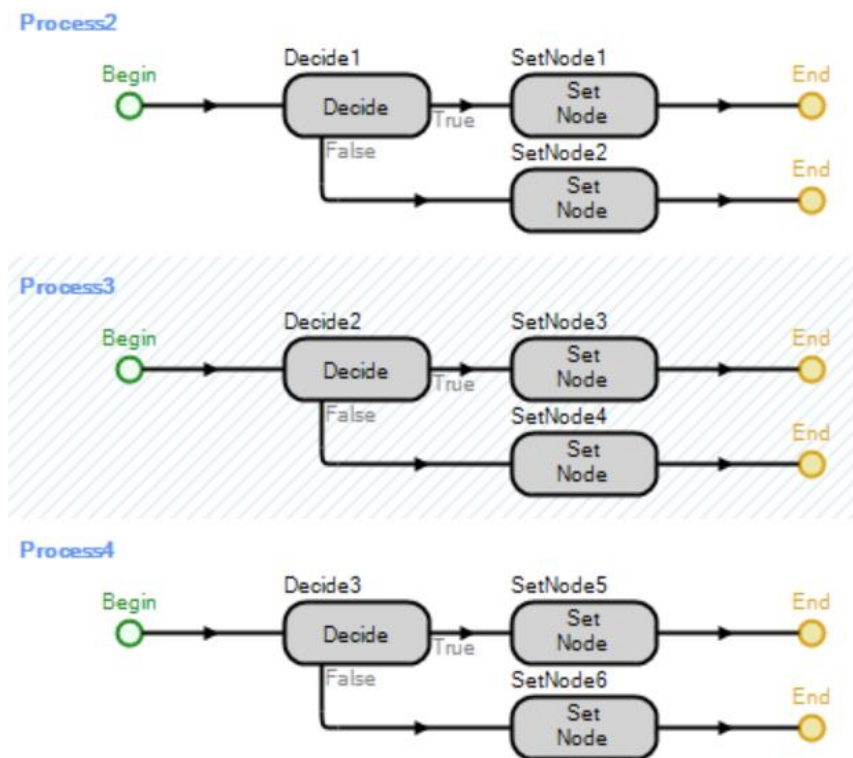 Process2
Decide1 SetNode1
Begin End
Decide Set
Node
True
False SetNode2
End
Set
Node
Process3
Decide2 SetNode3
Begin End
Decide Set
Node
True
False SetNode4
End
Set
Node
Process4
Decide3 SetNode5
Begin End
Decide Set
Node
True
False SetNode6
End
Set
Node